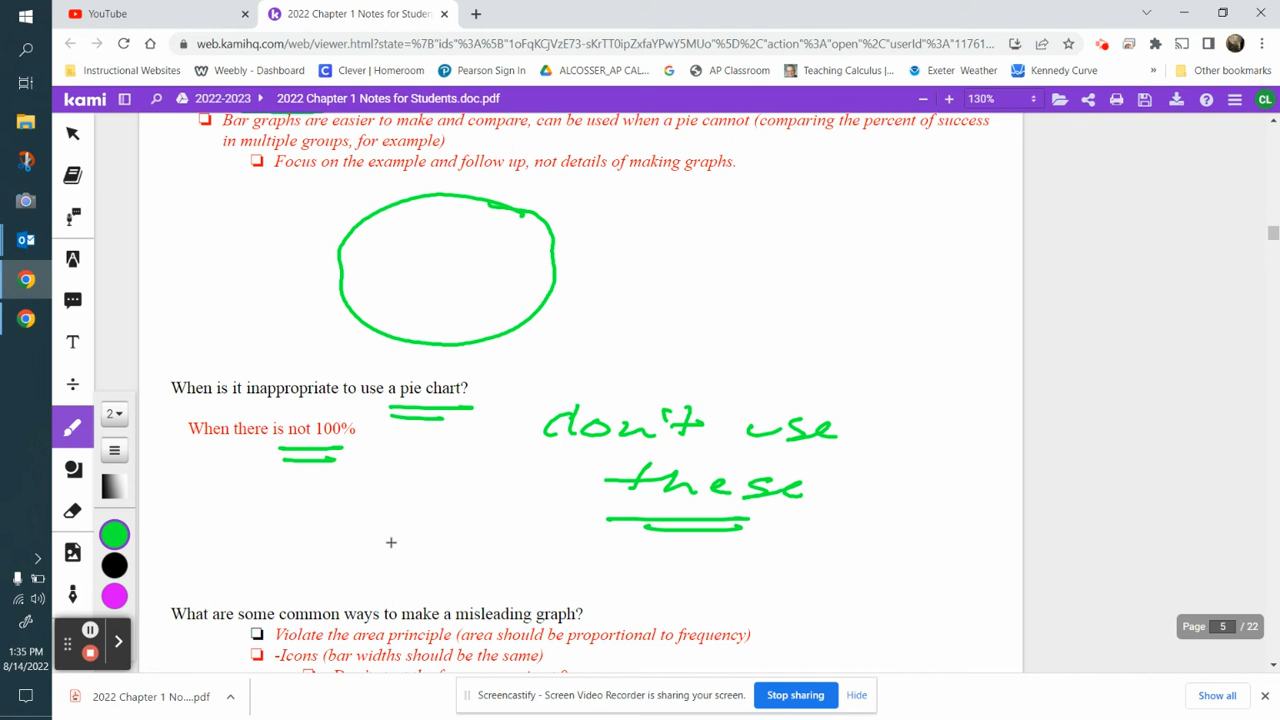 YouTube
2022 Chapter 1 Notes for Studen
web.kamihq.com/web/viewer.html?state=%7B"ids"%3A%5B"1oFqKCjVzE73-sKrTT0ipZxfaYPwY5MUo"%5D%2C"action"%3A"open"%2C"userId"%3A"11761...
Instructional Websites
Weebly - Dashboard
Clever | Homeroom
Pearson Sign In
ALCOSSER_AP CAL...
AP Classroom
Teaching Calculus |...
Exeter Weather
Kennedy Curve
»
Other bookmarks
kami
2022-2023
2022 Chapter 1 Notes for Students.doc.pdf
130%
CL
Bar graphs are easier to make and compare, can be used when a pie cannot (comparing the percent of success
in multiple groups, for example)
Focus on the example and follow up, not details of making graphs.
When is it inappropriate to use a pie chart?
When there is not 100%
don't use
these
What are some common ways to make a misleading graph?
Violate the area principle (area should be proportional to frequency)
-Icons (bar widths should be the same)
2
Page 5 / 22
1:35 PM
8/14/2022
2022 Chapter 1 No....pdf
Screencastify - Screen Video Recorder is sharing your screen.
Stop sharing
Hide
Show all